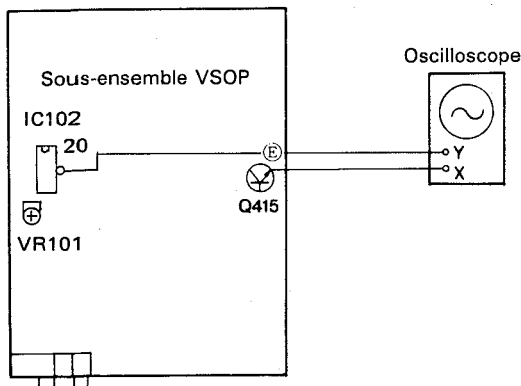 Oscilloscope
Sous-ensemble VSOP
IC102
20
E
Y
X
Q415
VR101